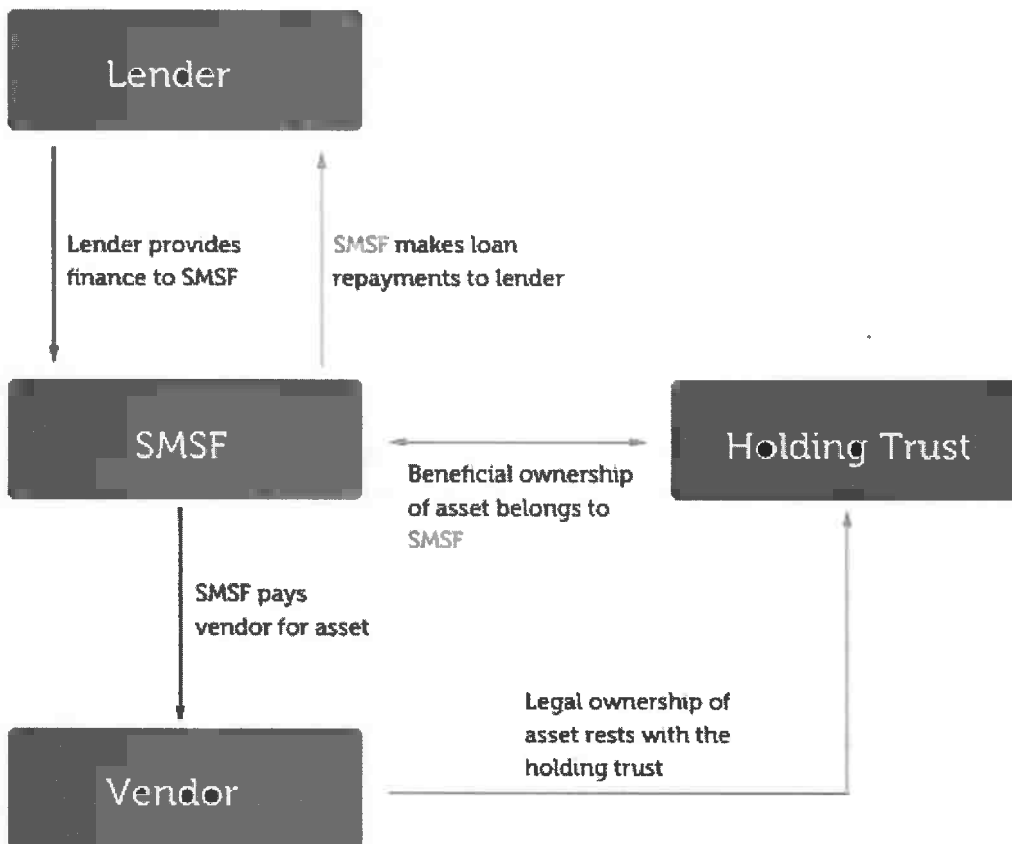 Lender
Lender provides
finance to SMSF
SMSF makes loan
repayments to lender
SMSF
Beneficial ownership
of asset belongs to
SMSF
Holding Trust
SMSF pays
vendor for asset
Legal ownership of
asset rests with the
holding trust
Vendor